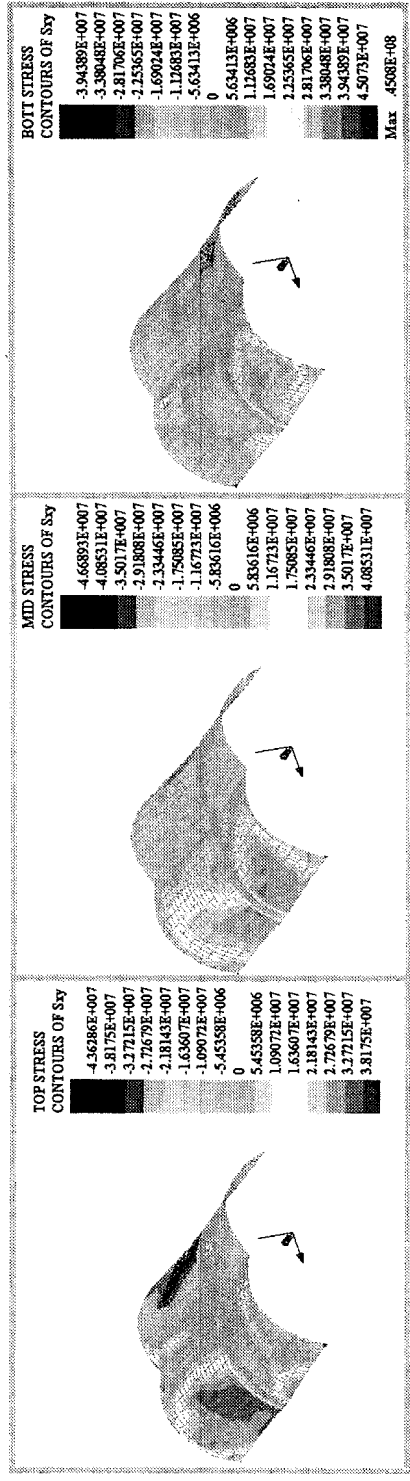 TOP STRESS
CONTOURS OF Sxy
-4.36286E+007
-3.8175E+007
-3.27215E+007
-2.72679E+007
-2.18143E+007
-1.63607E+007
-1.09072E+007
-5.45358E+006
0
5.45358E+006
1.09072E+007
1.63607E+007
2.18143E+007
2.72679E+007
3.27215E+007
3.8175E+007
MID STRESS
CONTOURS OF Sxy
-4.66893E+007
-4.08531E+007
-3.5017E+007
-2.91808E+007
-2.33446E+007
-1.75085E+007
-1.16723E+007
-5.83616E+006
0
5.83616E+006
1.16723E+007
1.75085E+007
2.33446E+007
2.91808E+007
3.5017E+007
4.08531E+007
BOTT STRESS
CONTOURS OF Sxy
-3.94389E+007
-3.38048E+007
-2.81706E+007
-2.25365E+007
-1.69024E+007
-1.12683E+007
-5.63413E+006
0
5.63413E+006
1.12683E+007
1.69024E+007
2.25365E+007
2.81706E+007
3.38048E+007
3.94389E+007
4.5073E+007
Max .4508E+08